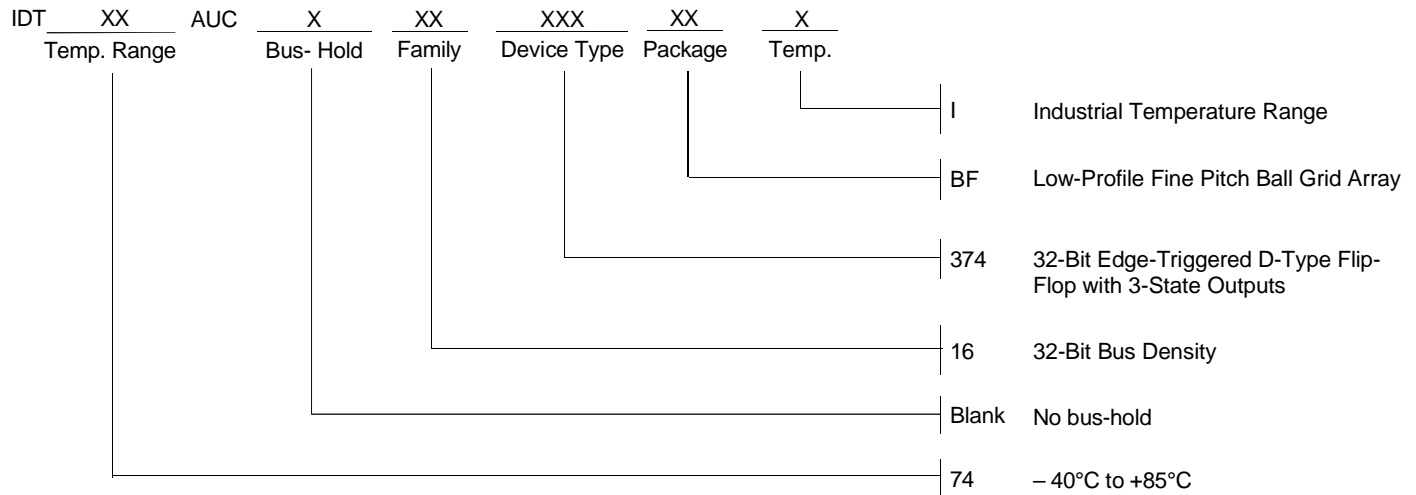 IDT XX AUC X XX XXX XX X
Temp. Range Bus- Hold Family Device Type Package Temp.
I Industrial Temperature Range
BF Low-Profile Fine Pitch Ball Grid Array
374 32-Bit Edge-Triggered D-Type Flip-
Flop with 3-State Outputs
16 32-Bit Bus Density
Blank No bus-hold
74 – 40°C to +85°C